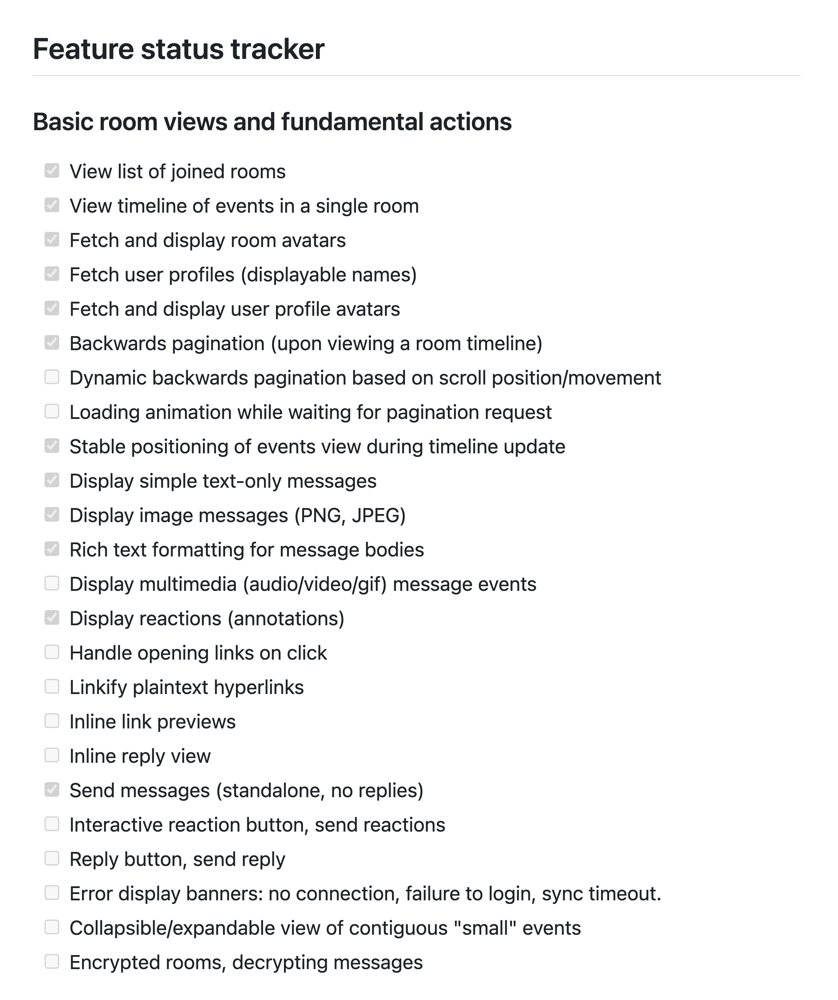 Feature status tracker
Basic room views and fundamental actions
View list of joined rooms
View timeline of events in a single room
Fetch and display room avatars
Fetch user profiles (displayable names)
Fetch and display user profile avatars
Backwards pagination (upon viewing a room timeline)
Dynamic backwards pagination based on scroll position/movement
Loading animation while waiting for pagination request
Stable positioning of events view during timeline update
Display simple text-only messages
Display image messages (PNG, JPEG)
Rich text formatting for message bodies
Display multimedia (audio/video/gif) message events
Display reactions (annotations)
Handle opening links on click
Linkify plaintext hyperlinks
Inline link previews
Inline reply view
Send messages (standalone, no replies)
Interactive reaction button, send reactions
Reply button, send reply
Error display banners: no connection, failure to login, sync timeout.
Collapsible/expandable view of contiguous "small" events
Encrypted rooms, decrypting messages